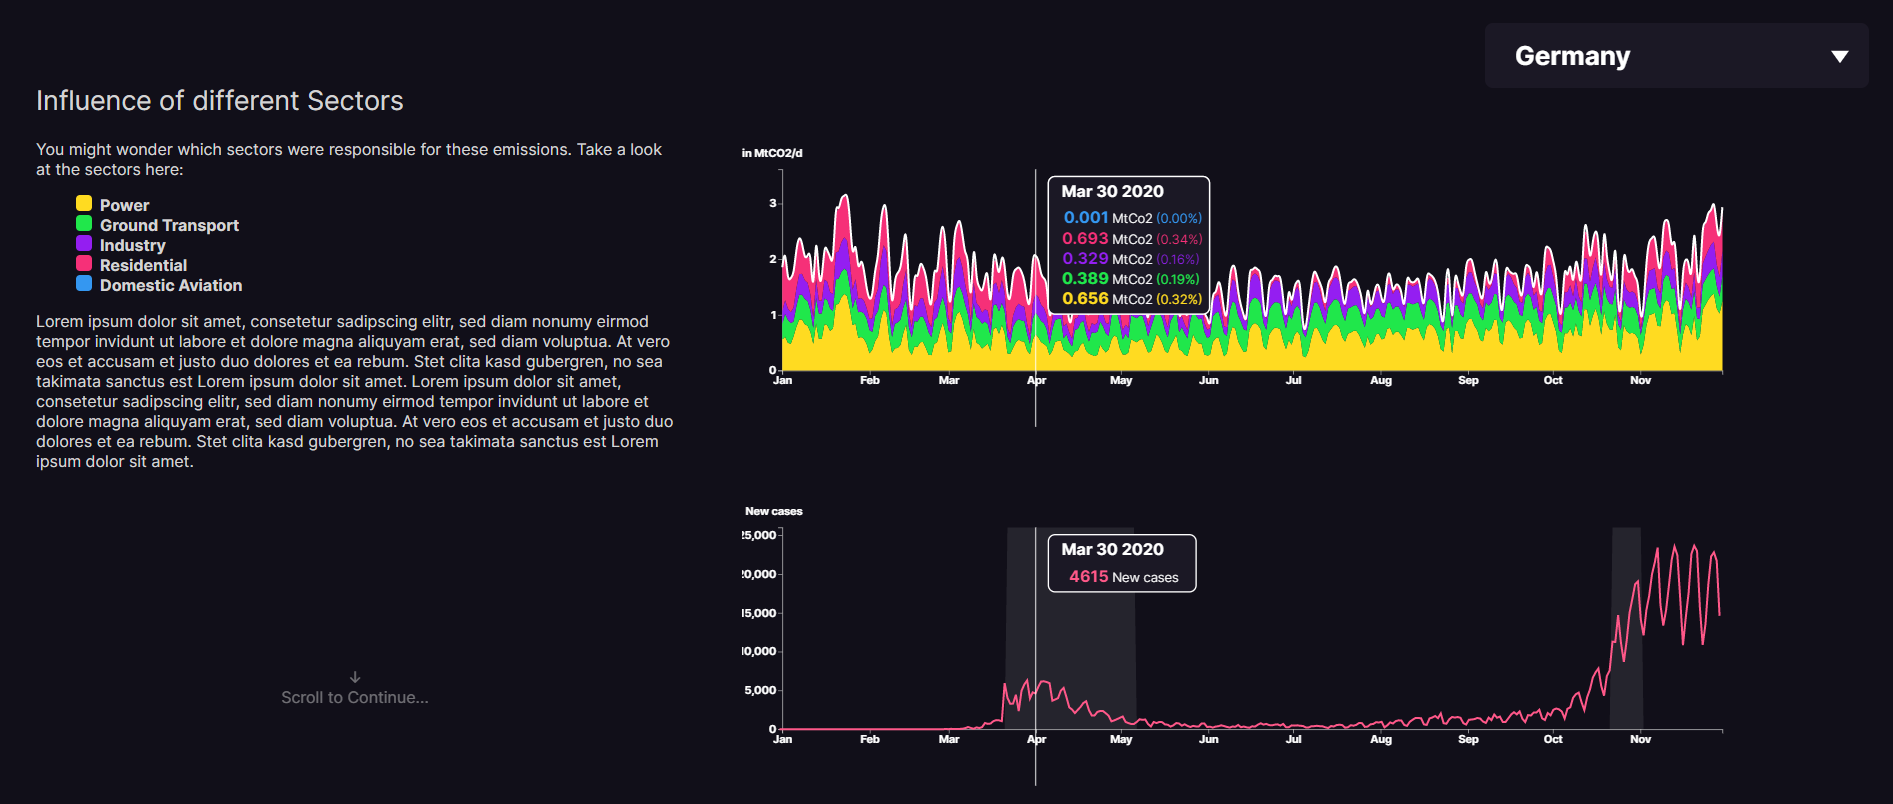 Germany
Influence of different Sectors
You might wonder which sectors were responsible for these emissions. Take a look
at the sectors here:
Power
Ground Transport
Industry
Residential
Domestic Aviation
Lorem ipsum dolor sit amet, consetetur sadipscing elitr, sed diam nonumy eirmod
tempor invidunt ut labore et dolore magna aliquyam erat, sed diam voluptua. At vero
eos et accusam et justo duo dolores et ea rebum. Stet clita kasd gubergren, no sea
takimata sanctus est Lorem ipsum dolor sit amet. Lorem ipsum dolor sit amet,
consetetur sadipscing elitr, sed diam nonumy eirmod tempor invidunt ut labore et
dolore magna aliquyam erat, sed diam voluptua. At vero eos et accusam et justo duo
dolores et ea rebum. Stet clita kasd gubergren, no sea takimata sanctus est Lorem
ipsum dolor sit amet.
↓
Scroll to Continue...
in MtCO2/d
3
2
1
0
Mar 30 2020
0.001 MtCo2 (0.00%)
0.693 MtCo2 (0.34%)
0.329 MtCo2 (0.16%)
0.389 MtCo2 (0.19%)
0.656 MtCo2 (0.32%)
Jan Feb Mar Apr May Jun Jul Aug Sep Oct Nov
New cases
25,000
20,000
15,000
10,000
5,000
0
Mar 30 2020
4615 New cases
Jan Feb Mar Apr May Jun Jul Aug Sep Oct Nov